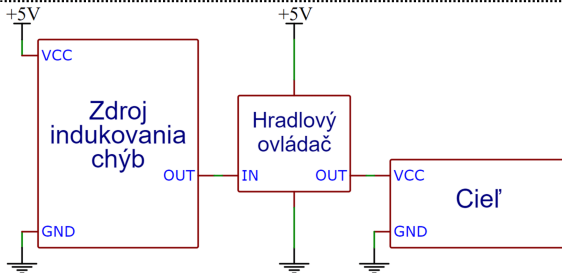 +5V
+5V
VCC
Zdroj
indukovania
chýb
OUT
GND
Hradlový
ovládač
IN
OUT
VCC
Cieľ
GND